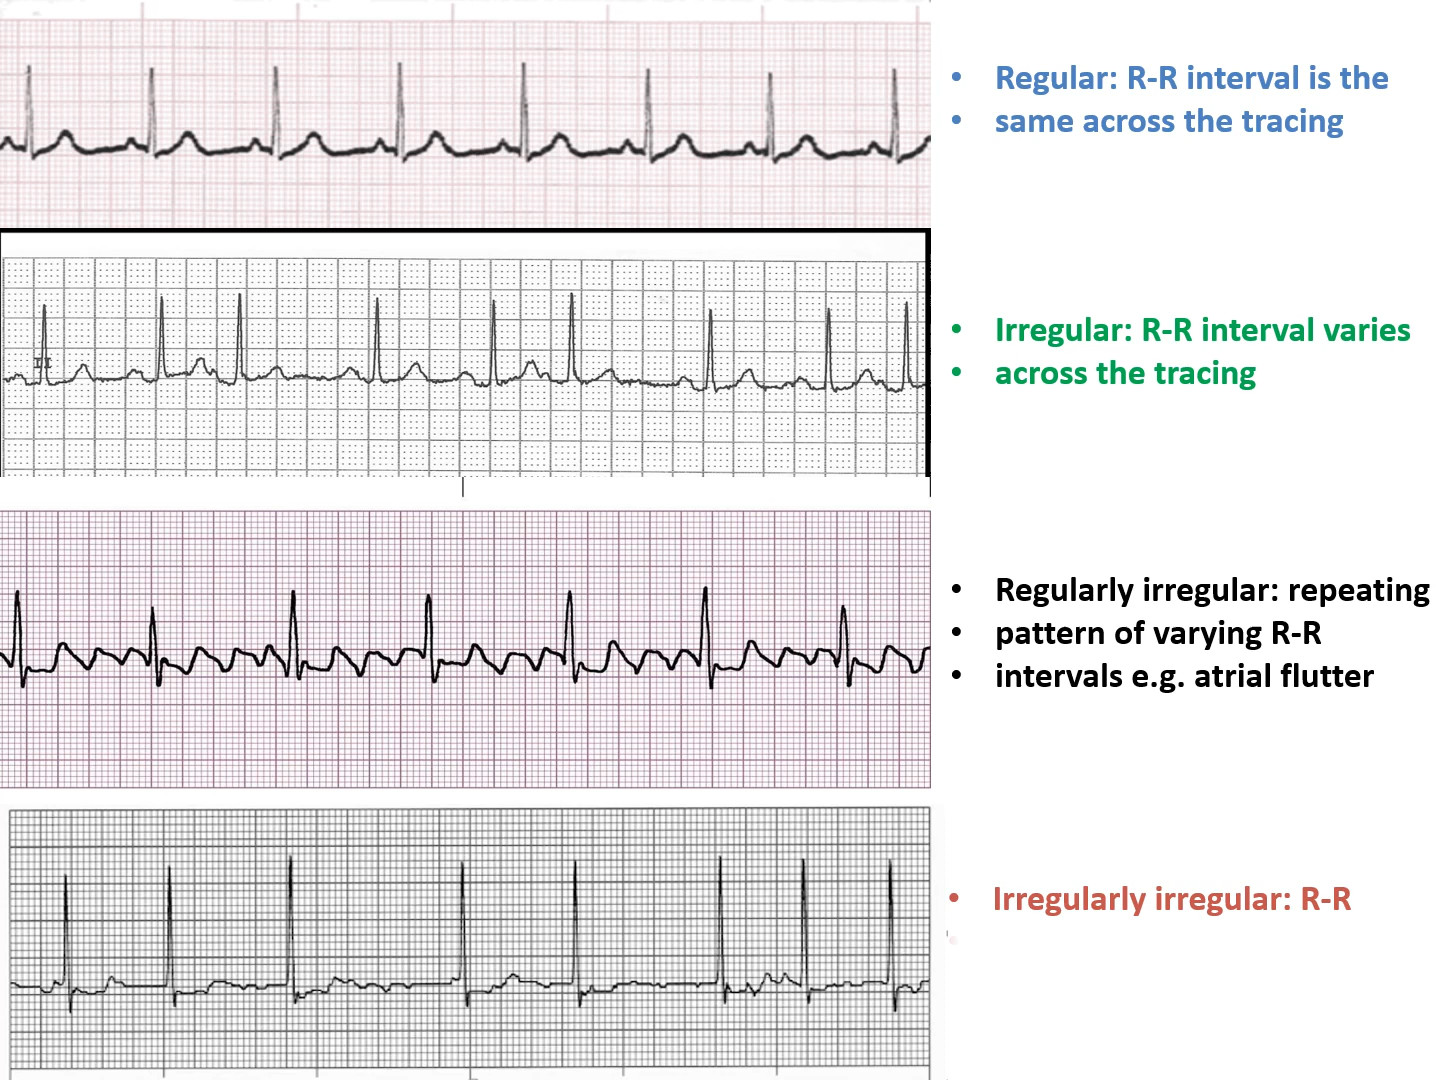 • Regular: R-R interval is the
• same across the tracing
II
• Irregular: R-R interval varies
• across the tracing
• Regularly irregular: repeating
• pattern of varying R-R
• intervals e.g. atrial flutter
• Irregularly irregular: R-R